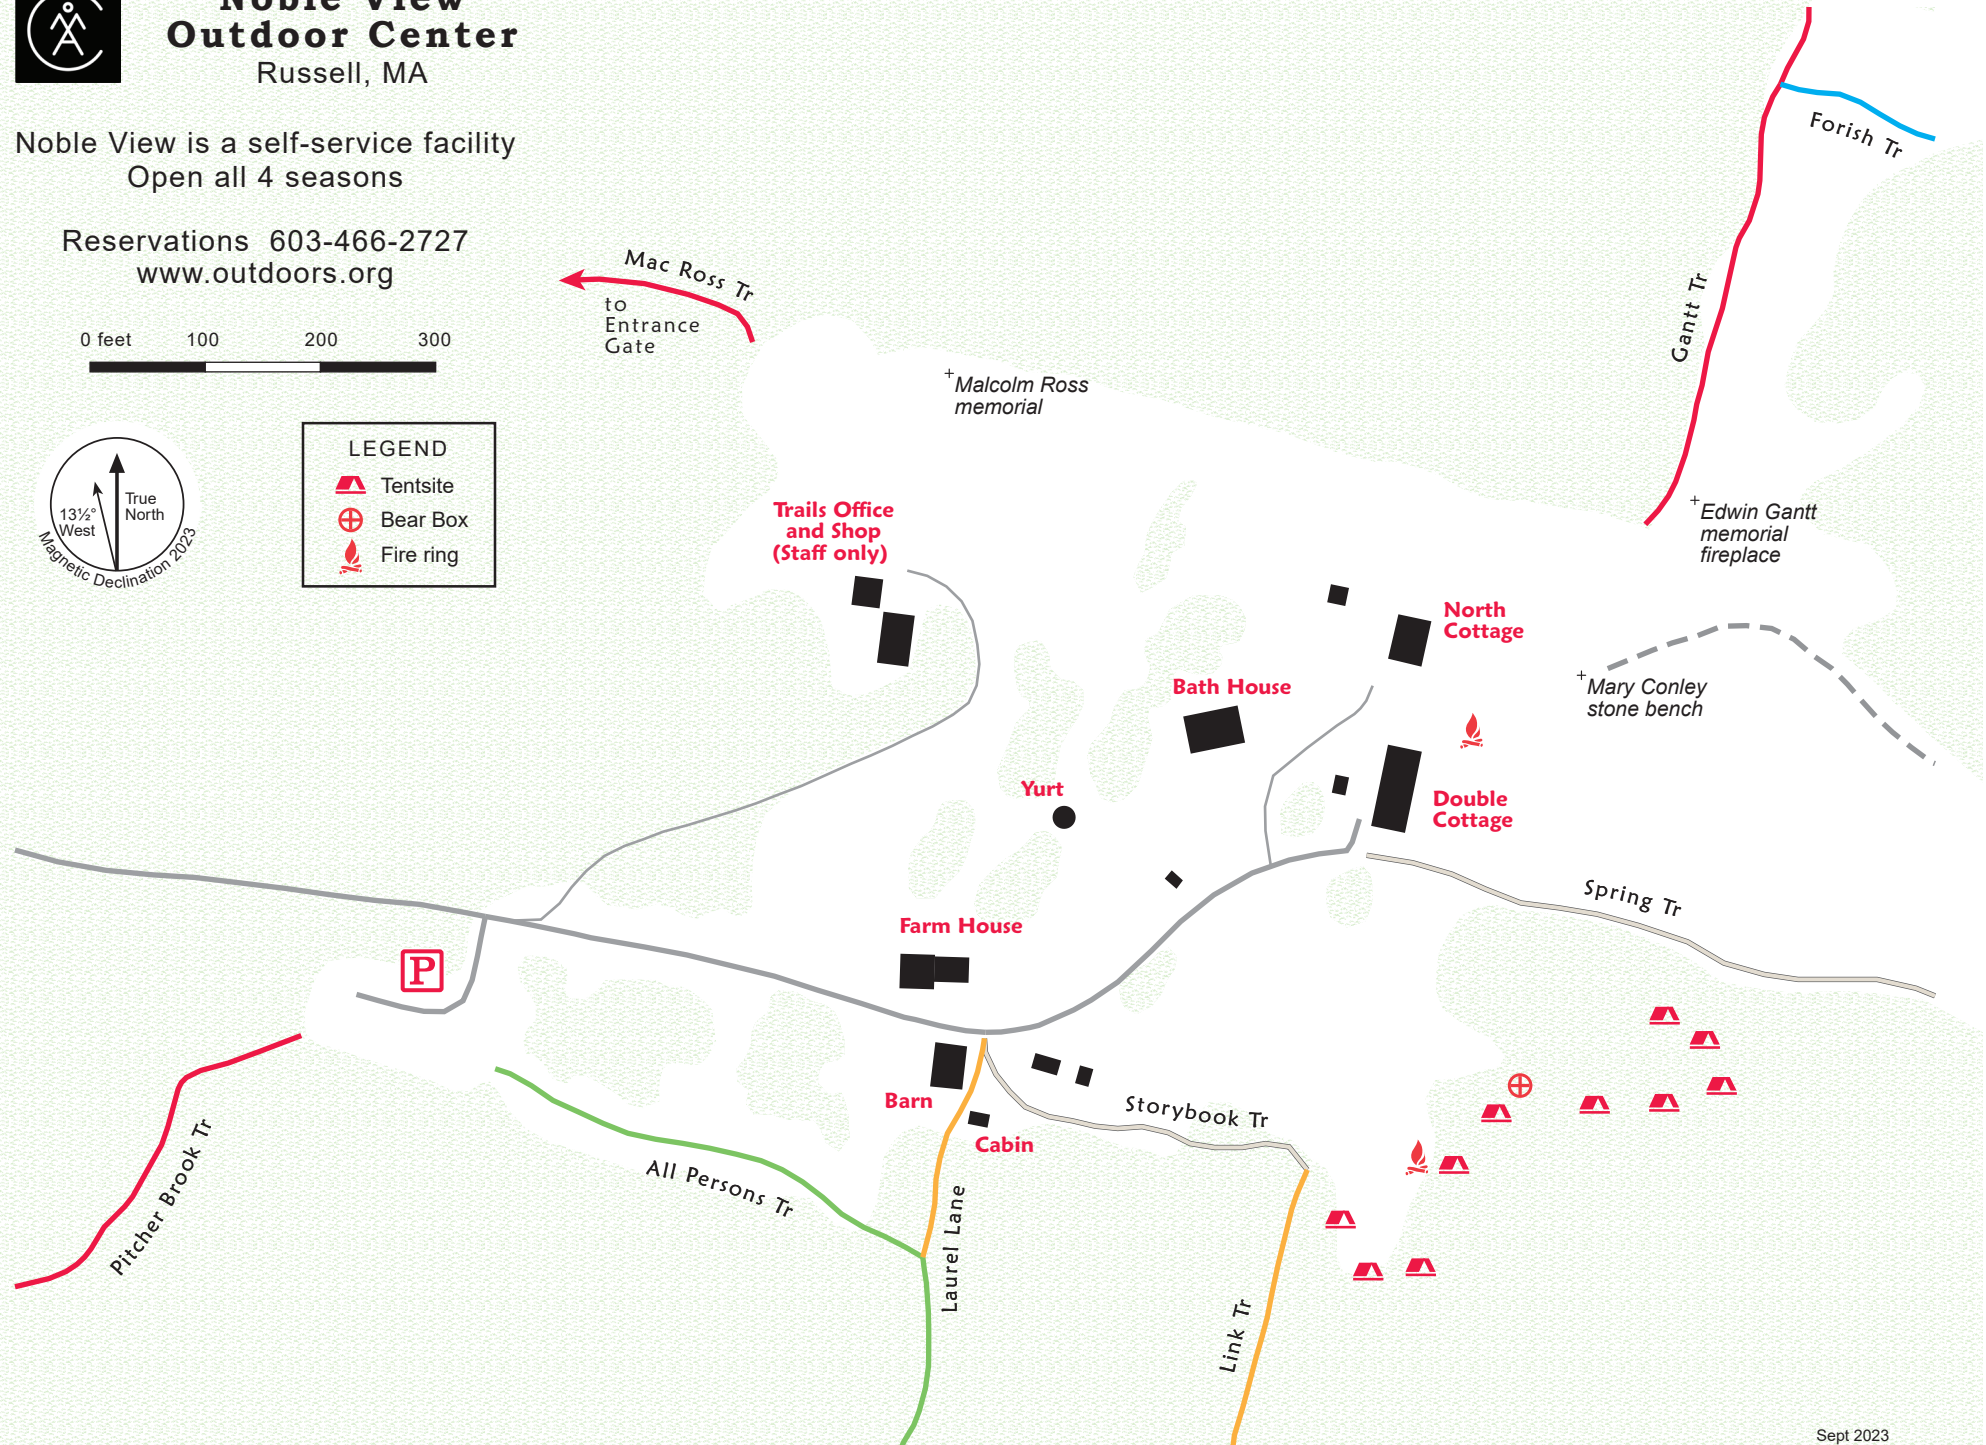 Noble View
Outdoor Center
Russell, MA
Noble View is a self-service facility
Open all 4 seasons
Reservations 603-466-2727
www.outdoors.org
0 feet 100 200 300
True
North
13½°
West
Magnetic Declination 2023
LEGEND
Tentsite
Bear Box
Fire ring
Mac Ross Tr
to
Entrance
Gate
Forish Tr
Gantt Tr
+Malcolm Ross
memorial
Trails Office
and Shop
(Staff only)
+Edwin Gantt
memorial
fireplace
North
Cottage
Bath House
+Mary Conley
stone bench
Yurt
Double
Cottage
Spring Tr
Farm House
P
Barn
Cabin
Storybook Tr
Pitcher Brook Tr
All Persons Tr
Laurel Lane
Link Tr
Sept 2023